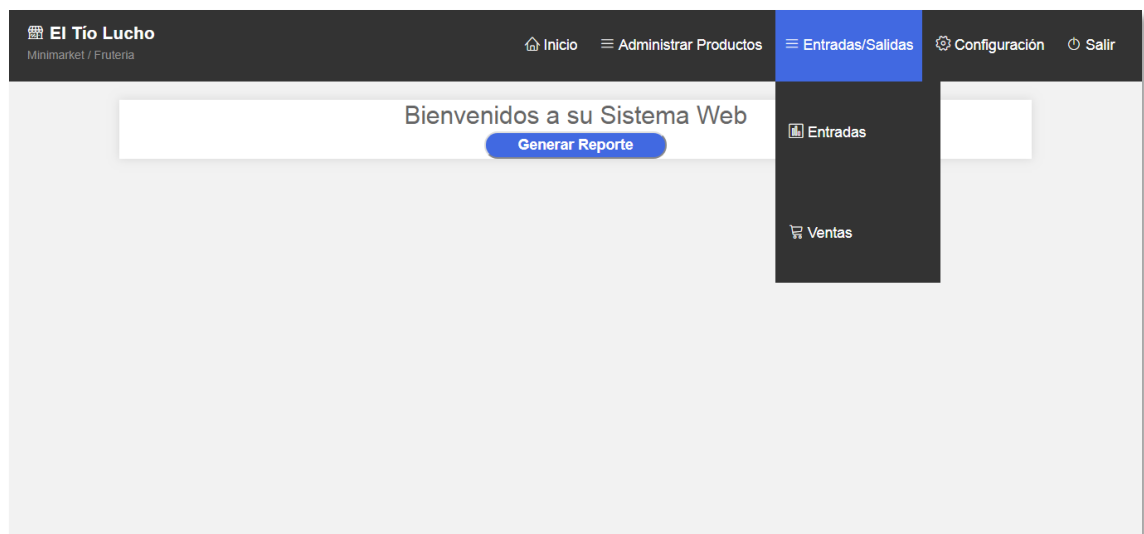 El Tío Lucho
Minimarket / Fruteria
Inicio Administrar Productos Entradas/Salidas Configuración Salir
Bienvenidos a su Sistema Web
Generar Reporte
Entradas
Ventas